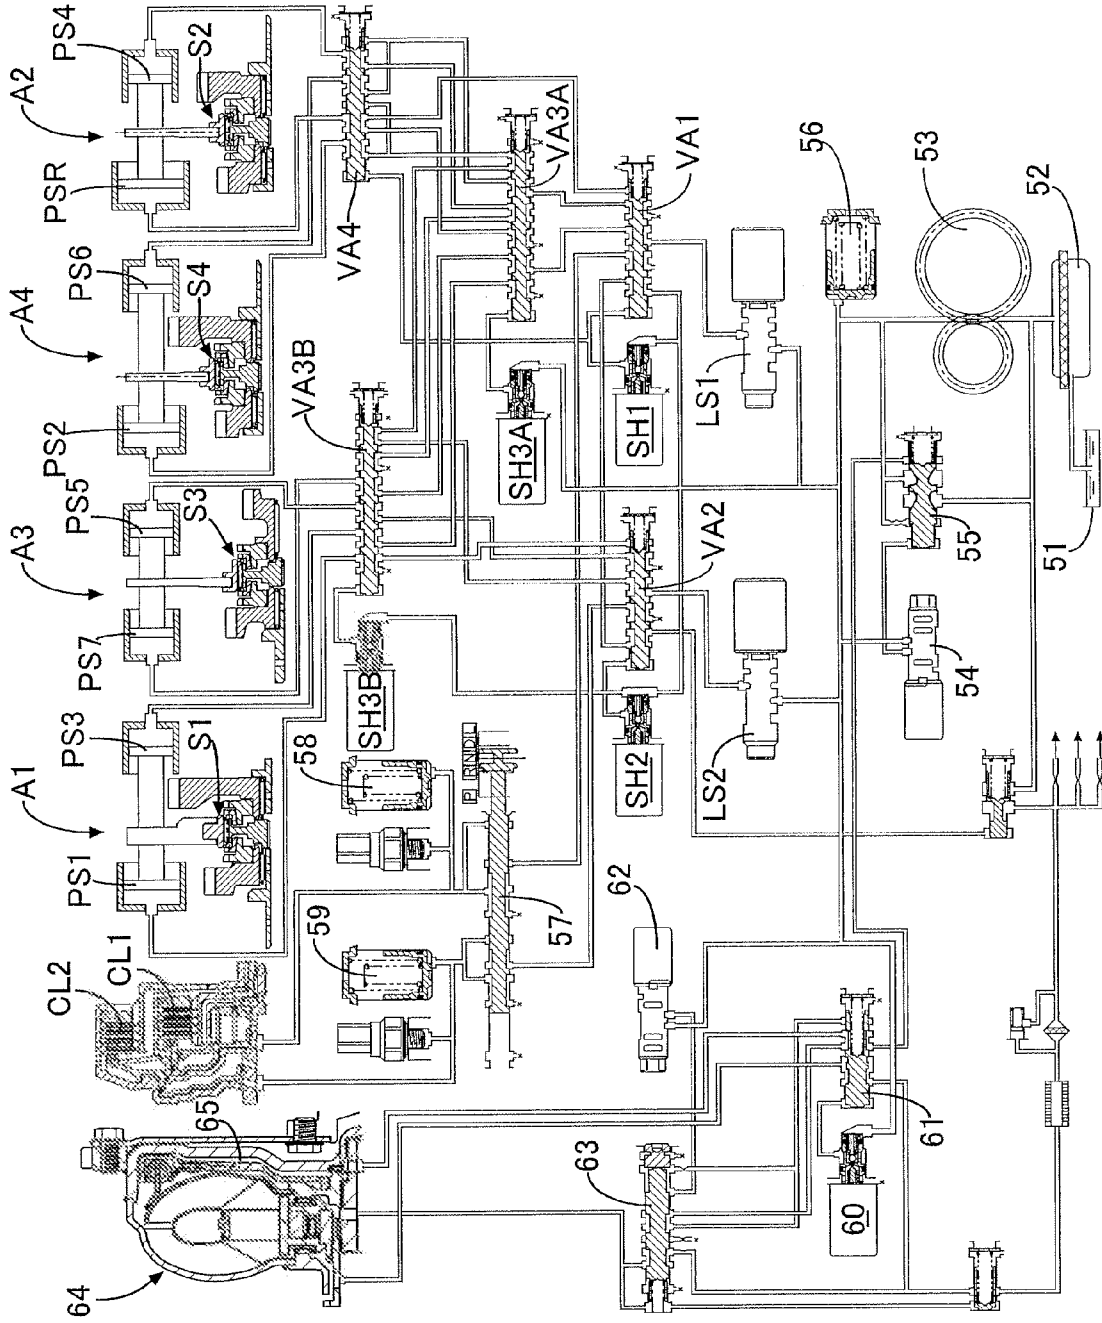 A1
A3
A4
A2
PS1
PS3
PS7
PS5
PS2
PS6
PSR
PS4
S1
S3
S4
S2
CL2
CL1
64
65
59
58
P RNDL
57
SH3B
VA3B
VA4
SH3A
VA3A
SH1
VA1
SH2
VA2
LS2
LS1
62
63
60
61
54
55
56
53
52
51